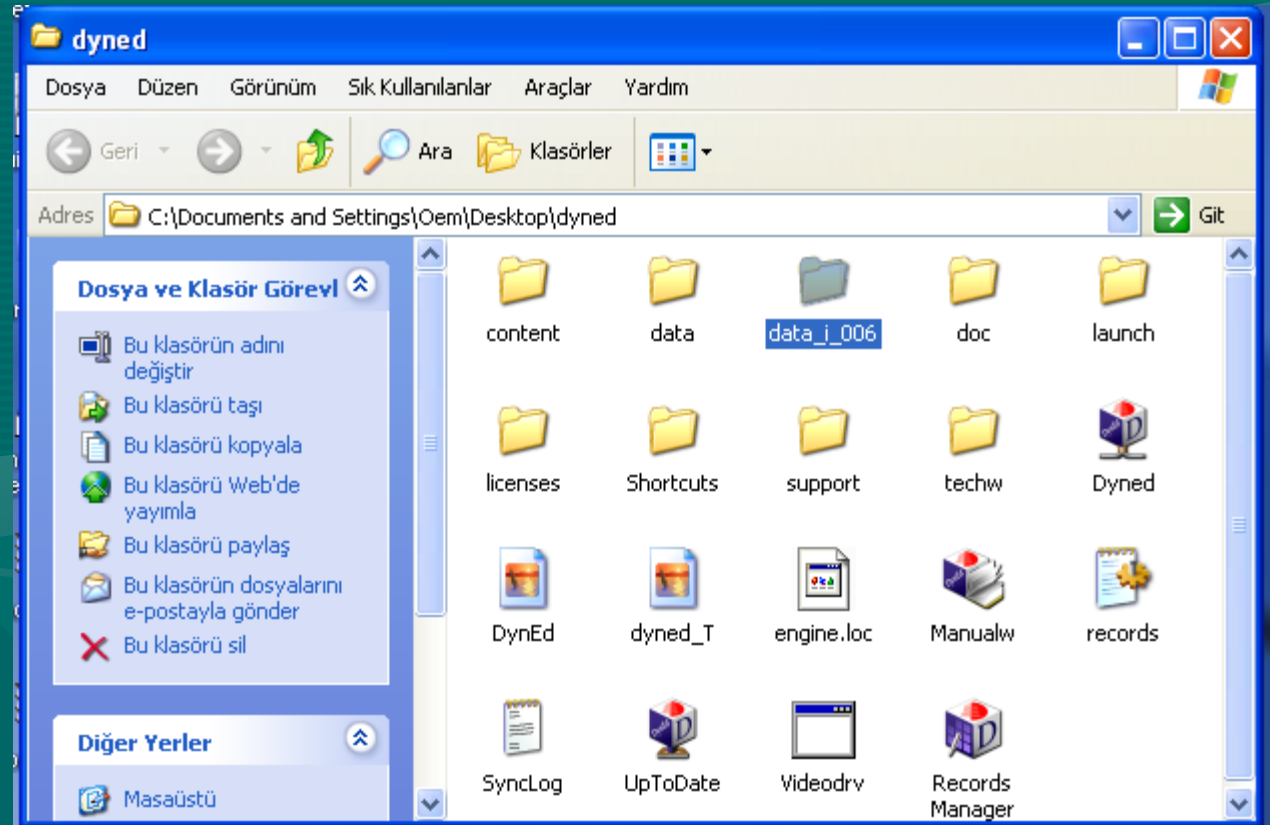 dyned
Dosya Düzen Görünüm Sık Kullanılanlar Araçlar Yardım
Geri Ara Klasörler
Adres C:\Documents and Settings\Oem\Desktop\dyned Git
Dosya ve Klasör Görevl
Bu klasörün adını
değiştir
Bu klasörü taşı
Bu klasörü kopyala
Bu klasörü Web'de
yayımla
Bu klasörü paylaş
Bu klasörün dosyalarını
e-postayla gönder
Bu klasörü sil
Diğer Yerler
Masaüstü
content data data_i_006 doc launch
licenses Shortcuts support techw Dyned
DynEd dyned_T engine.loc Manualw records
SyncLog UpToDate Videodrv Records
Manager